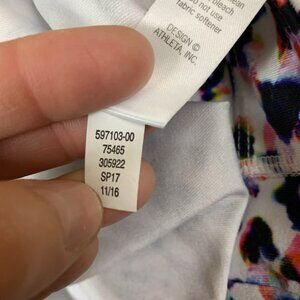 bleach
not use
fabric softener
DESIGN ©
ATHLETA, INC.
597103-00
75465
305922
SP17
11/16